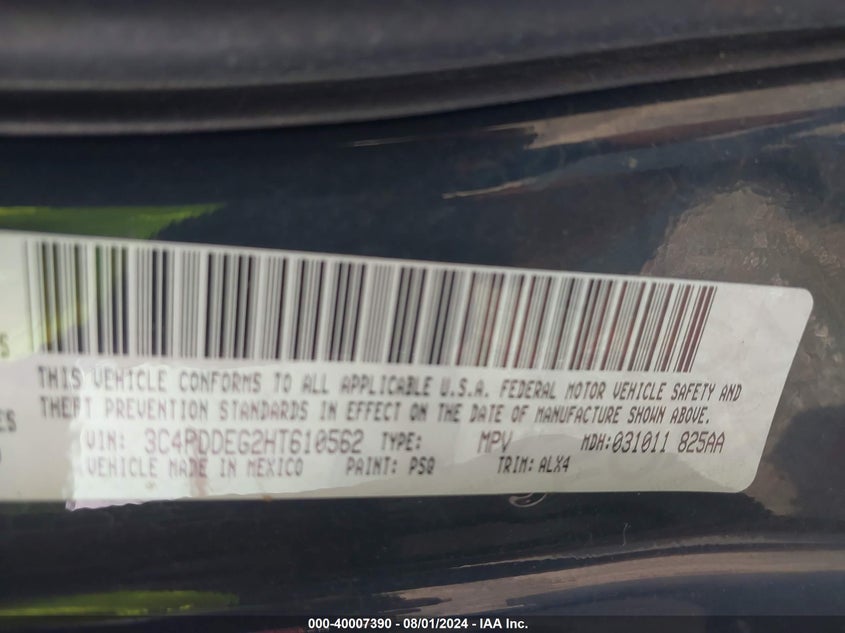 THIS VEHICLE CONFORMS TO ALL APPLICABLE U.S.A. FEDERAL MOTOR VEHICLE SAFETY AND
THEFT PREVENTION STANDARDS IN EFFECT ON THE DATE OF MANUFACTURE SHOWN ABOVE.
VIN: 3C4PDDEG2HT610562 TYPE: MPV MDH:031011 825AA
VEHICLE MADE IN MEXICO PAINT: PSQ TRIM: ALX4
000-40007390 - 08/01/2024 - IAA Inc.